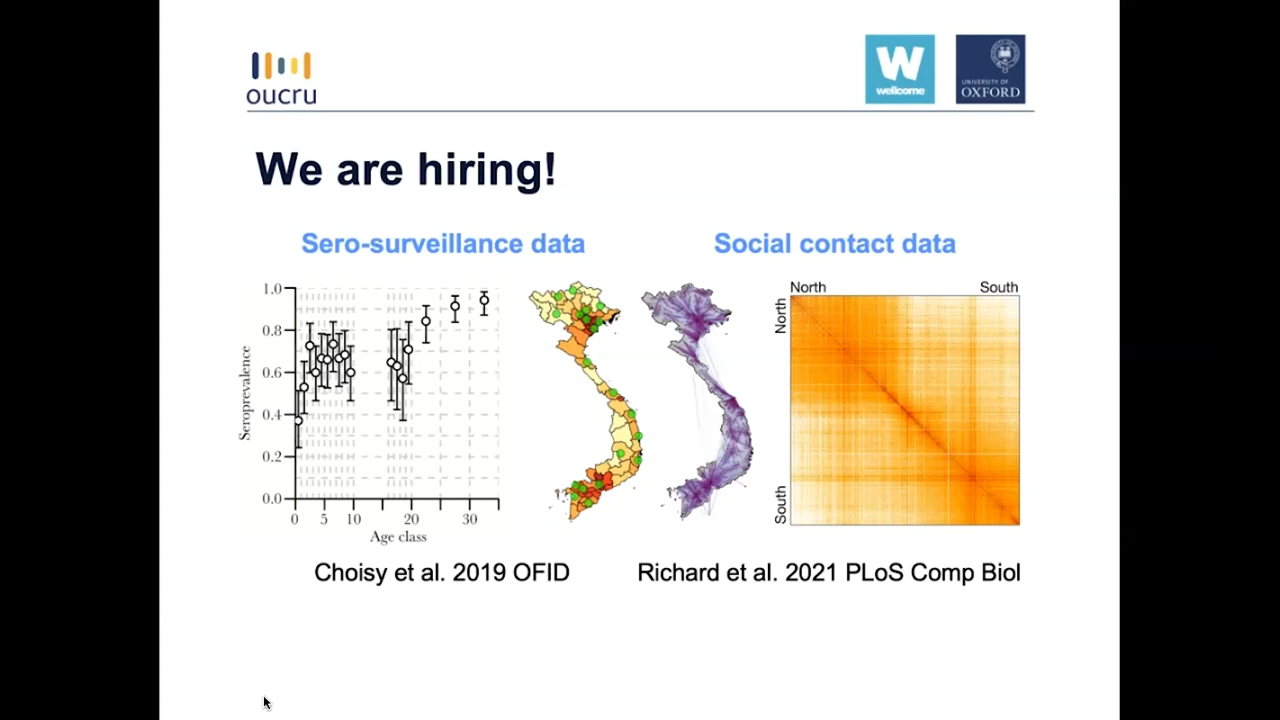 oucru
W
wellcome
UNIVERSITY OF
OXFORD
We are hiring!
Sero-surveillance data
Social contact data
Seroprevalence
1.0
0.8
0.6
0.4
0.2
0.0
0 5 10 20 30
Age class
North South
North
South
Choisy et al. 2019 OFID
Richard et al. 2021 PLoS Comp Biol